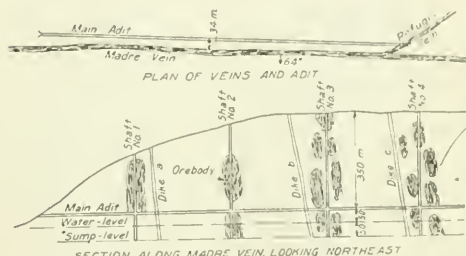 Main Adit
34 m
Madre Vein
64°
PLAN OF VEINS AND ADIT
Shaft No. 1
Shaft No. 2
Shaft No. 3
Shaft No.
Dike a
Orebody
Dike b
350 m
Dike c
Main Adit
Water-level
Sump-level
SECTION ALONG MADRE VEIN, LOOKING NORTHEAST